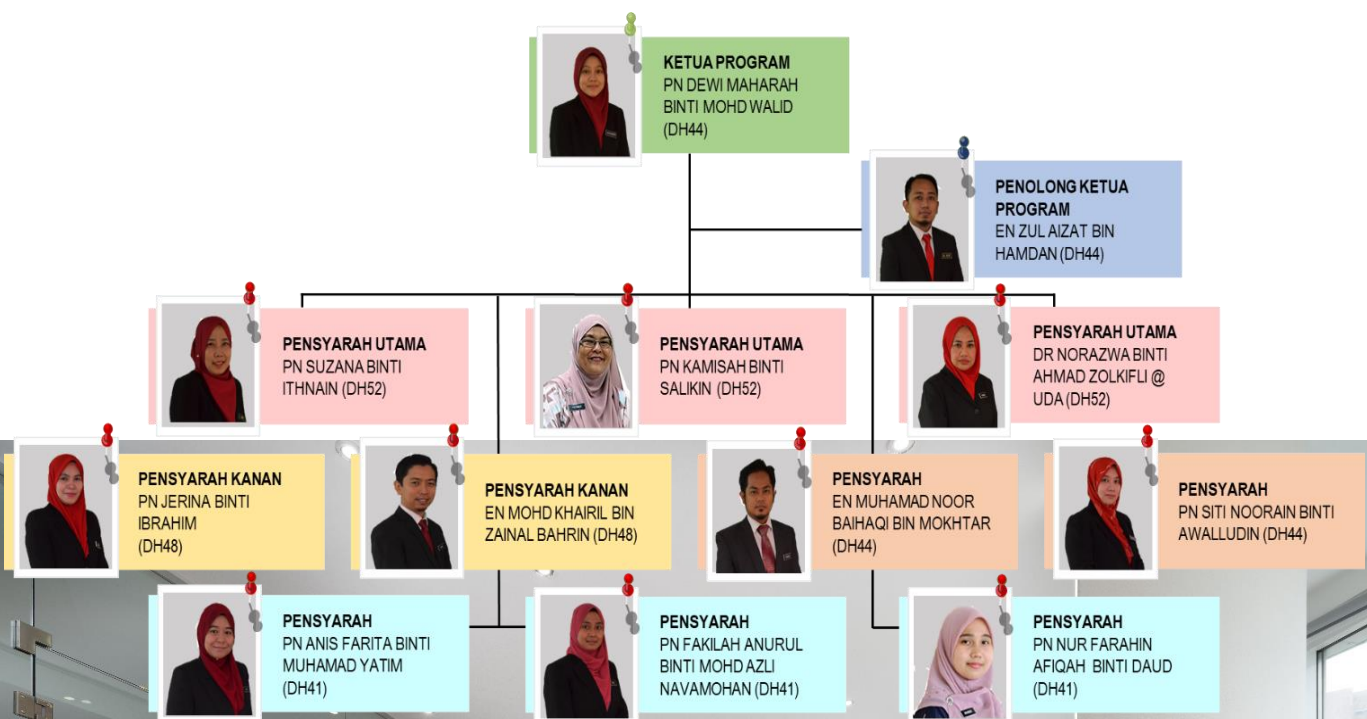 KETUA PROGRAM
PN DEWI MAHARAH
BINTI MOHD WALID
(DH44)
PENOLONG KETUA
PROGRAM
EN ZUL AIZAT BIN
HAMDAN (DH44)
PENSYARAH UTAMA
PN SUZANA BINTI
ITHNAIN (DH52)
PENSYARAH UTAMA
PN KAMISAH BINTI
SALIKIN (DH52)
PENSYARAH UTAMA
DR NORAZWA BINTI
AHMAD ZOLKIFLI @
UDA (DH52)
PENSYARAH KANAN
PN JERINA BINTI
IBRAHIM
(DH48)
PENSYARAH KANAN
EN MOHD KHAIRIL BIN
ZAINAL BAHRIN (DH48)
PENSYARAH
EN MUHAMAD NOOR
BAIHAQI BIN MOKHTAR
(DH44)
PENSYARAH
PN SITI NOORAIN BINTI
AWALLUDIN (DH44)
PENSYARAH
PN ANIS FARITA BINTI
MUHAMAD YATIM
(DH41)
PENSYARAH
PN FAKILAH ANURUL
BINTI MOHD AZLI
NAVAMOHAN (DH41)
PENSYARAH
PN NUR FARAHIN
AFIQAH BINTI DAUD
(DH41)